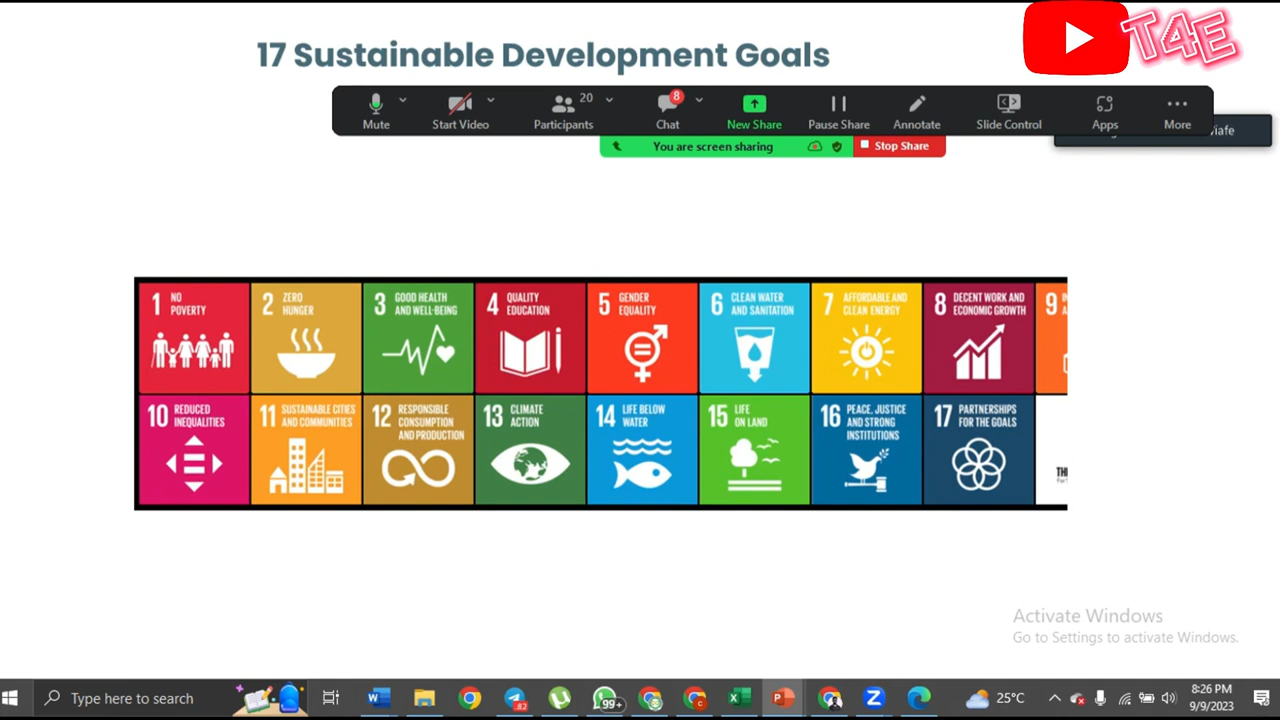 17 Sustainable Development Goals
T4E
Mute
Start Video
20
Participants
8
Chat
New Share
Pause Share
Annotate
Slide Control
Apps
More
You are screen sharing
Stop Share
1 NO
POVERTY
2 ZERO
HUNGER
3 GOOD HEALTH
AND WELL-BEING
4 QUALITY
EDUCATION
5 GENDER
EQUALITY
6 CLEAN WATER
AND SANITATION
7 AFFORDABLE AND
CLEAN ENERGY
8 DECENT WORK AND
ECONOMIC GROWTH
9
10 REDUCED
INEQUALITIES
11 SUSTAINABLE CITIES
AND COMMUNITIES
12 RESPONSIBLE
CONSUMPTION
AND PRODUCTION
13 CLIMATE
ACTION
14 LIFE BELOW
WATER
15 LIFE
ON LAND
16 PEACE, JUSTICE
AND STRONG
INSTITUTIONS
17 PARTNERSHIPS
FOR THE GOALS
Activate Windows
Go to Settings to activate Windows.
Type here to search
99+
25°C
8:26 PM
9/9/2023